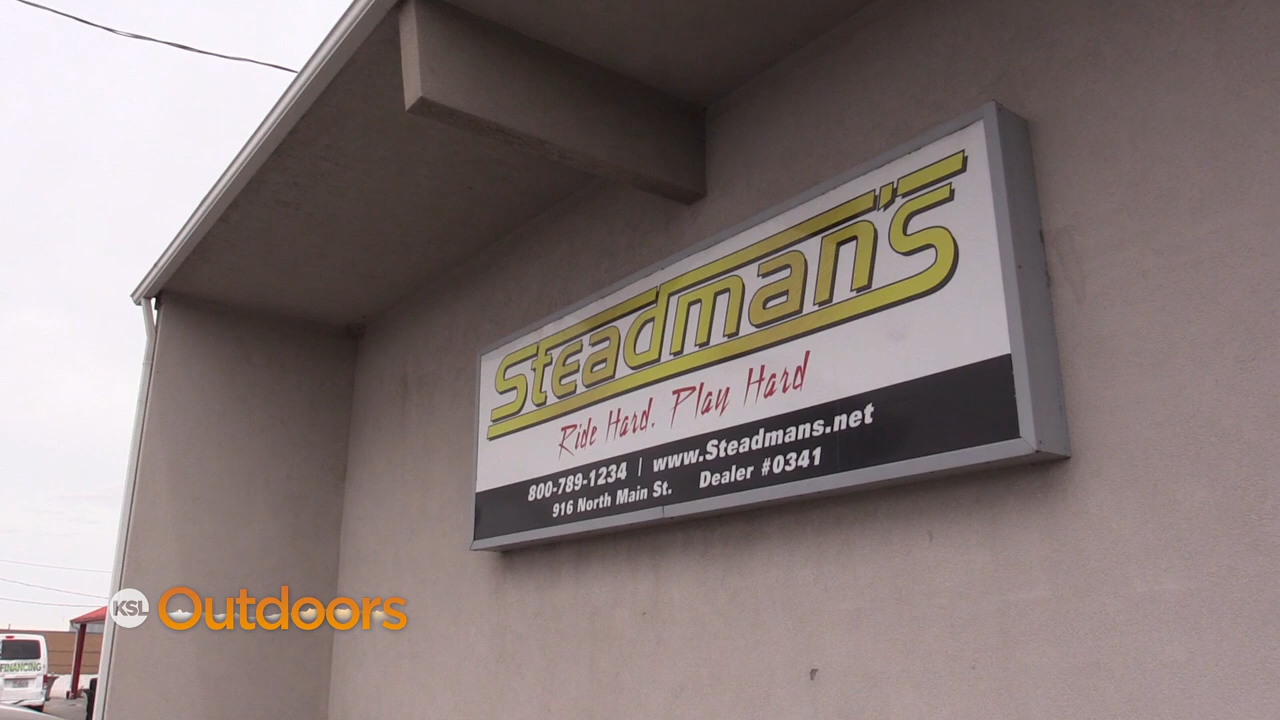 Steadman's
Ride Hard. Play Hard
800-789-1234 | www.Steadmans.net
916 North Main St. Dealer #0341
KSL Outdoors
FINANCING